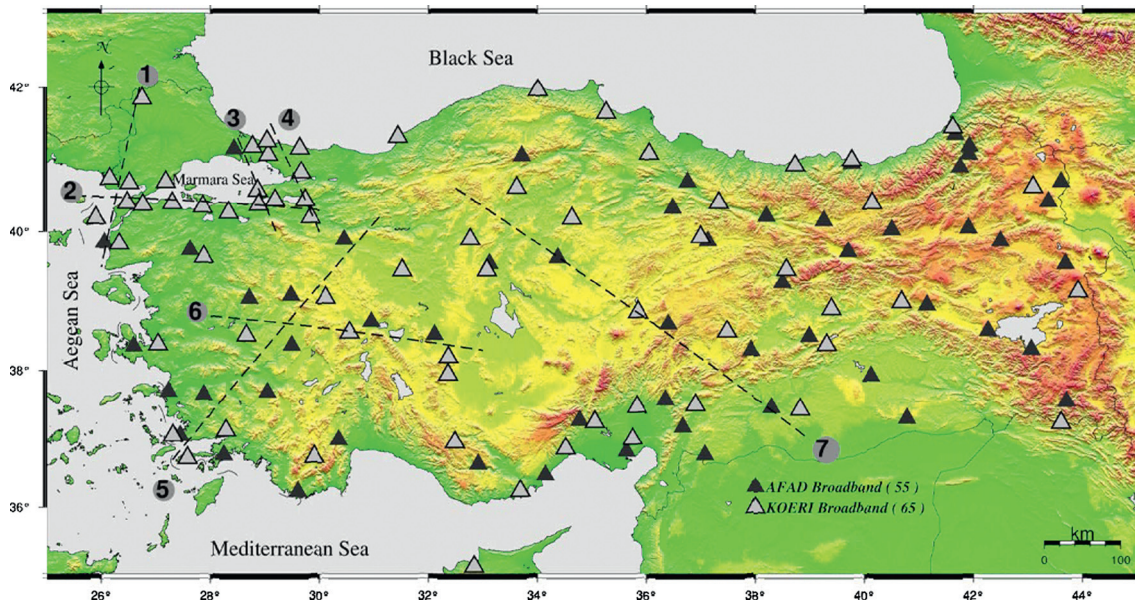 N
1
42°
Black Sea
3
4
2
Marmara Sea
40°
Aegean Sea
6
38°
5
7
36°
AFAD Broadband ( 55 )
KOERI Broadband ( 65 )
Mediterranean Sea
km
0 100
26° 28° 30° 32° 34° 36° 38° 40° 42° 44°